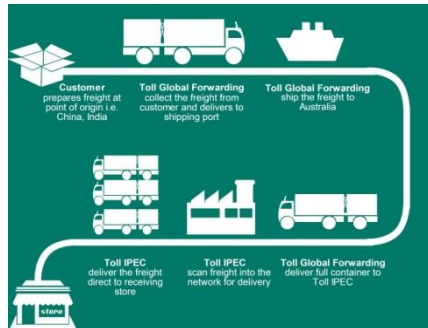 Customer
prepares freight at
point of origin i.e.
China, India
Toll Global Forwarding
collect the freight from
customer and delivers to
shipping port
Toll Global Forwarding
ship the freight to
Australia
Toll IPEC
deliver the freight
direct to receiving
store
Toll IPEC
scan freight into the
network for delivery
Toll Global Forwarding
deliver full container to
Toll IPEC
store